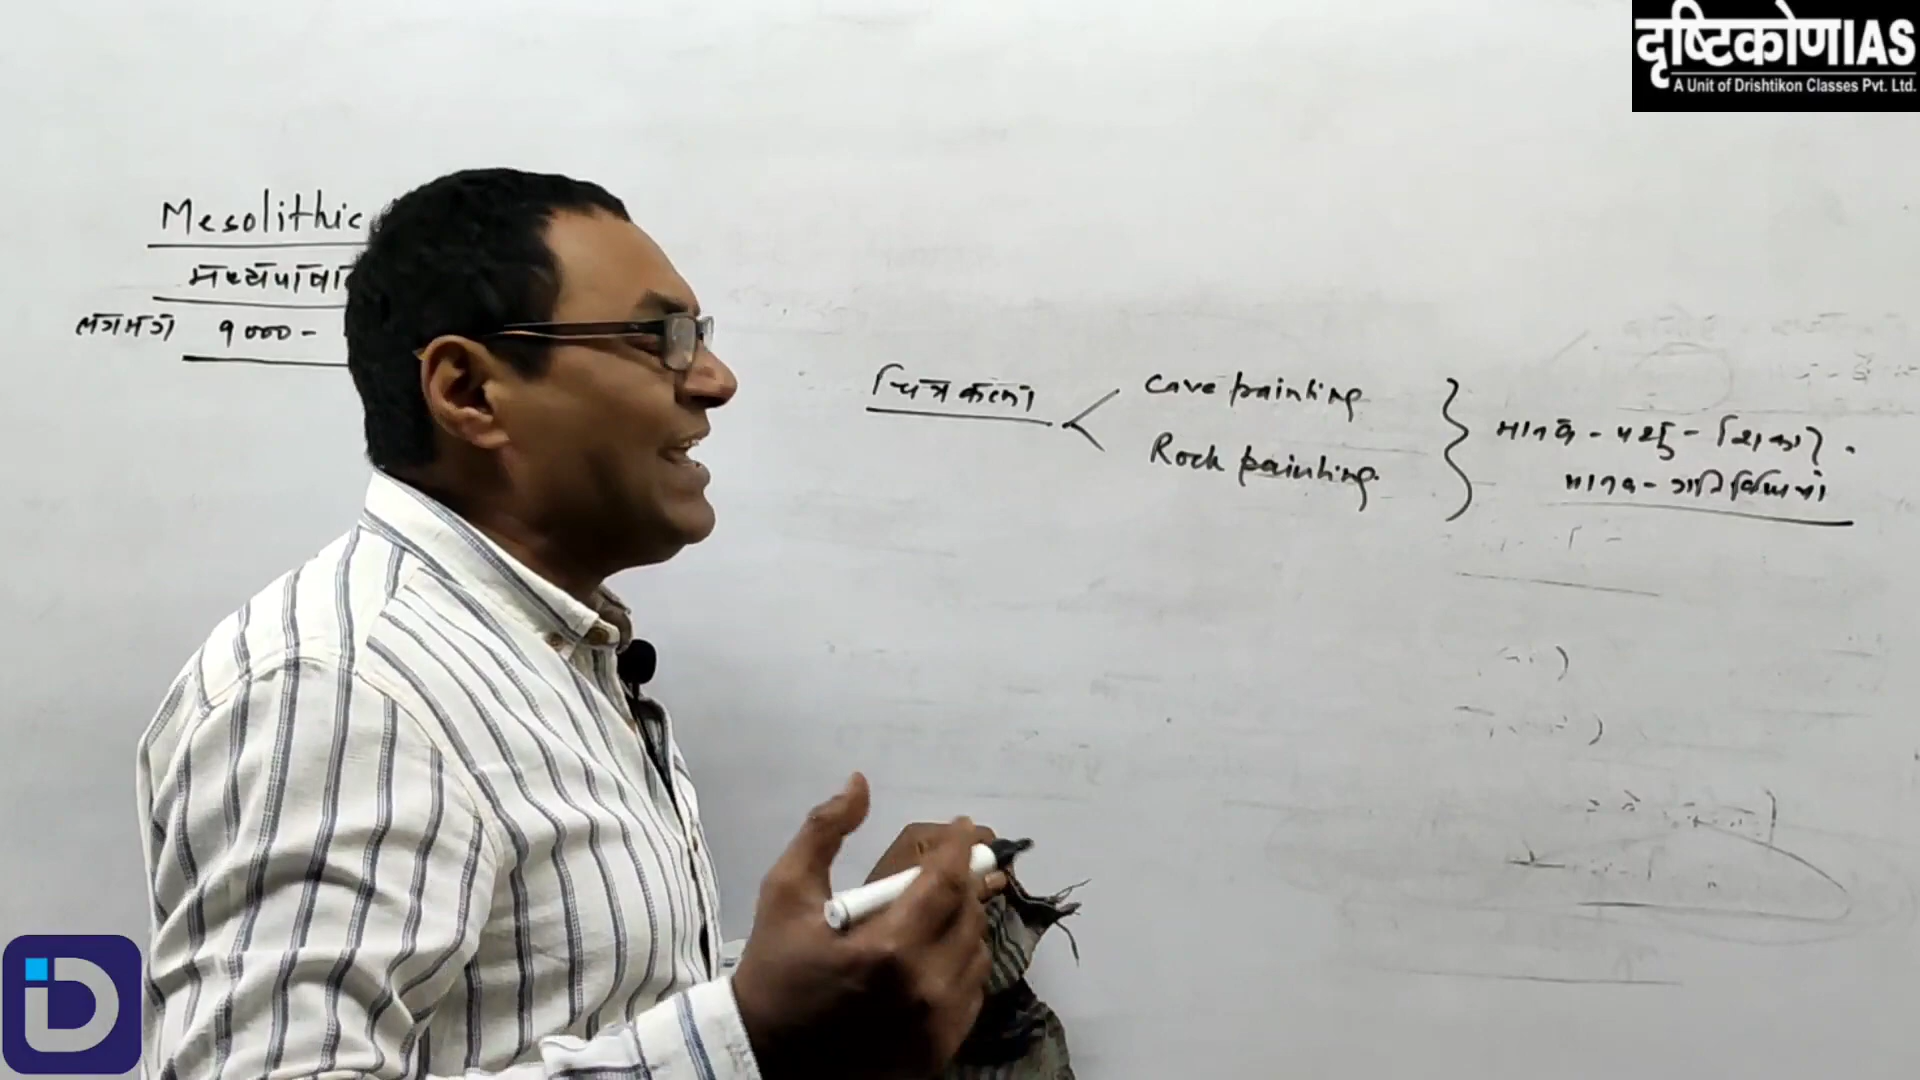 दृष्टिकोणIAS
A Unit of Drishtikon Classes Pvt. Ltd.
Mesolithic
मध्यपाषा
लगभग 9000-
चित्रकला
Cave painting
Rock painting.
मानव - पशु - शिकार.
मानव - गतिविधियां
iD